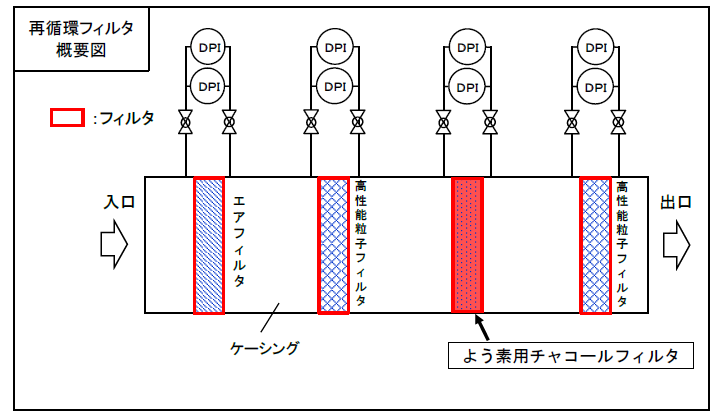 再循環フィルタ
概要図
DPI
DPI
DPI
DPI
DPI
DPI
DPI
DPI
:フィルタ
入口
エアフィルタ
高性能粒子フィルタ
高性能粒子フィルタ
出口
ケーシング
よう素用チャコールフィルタ